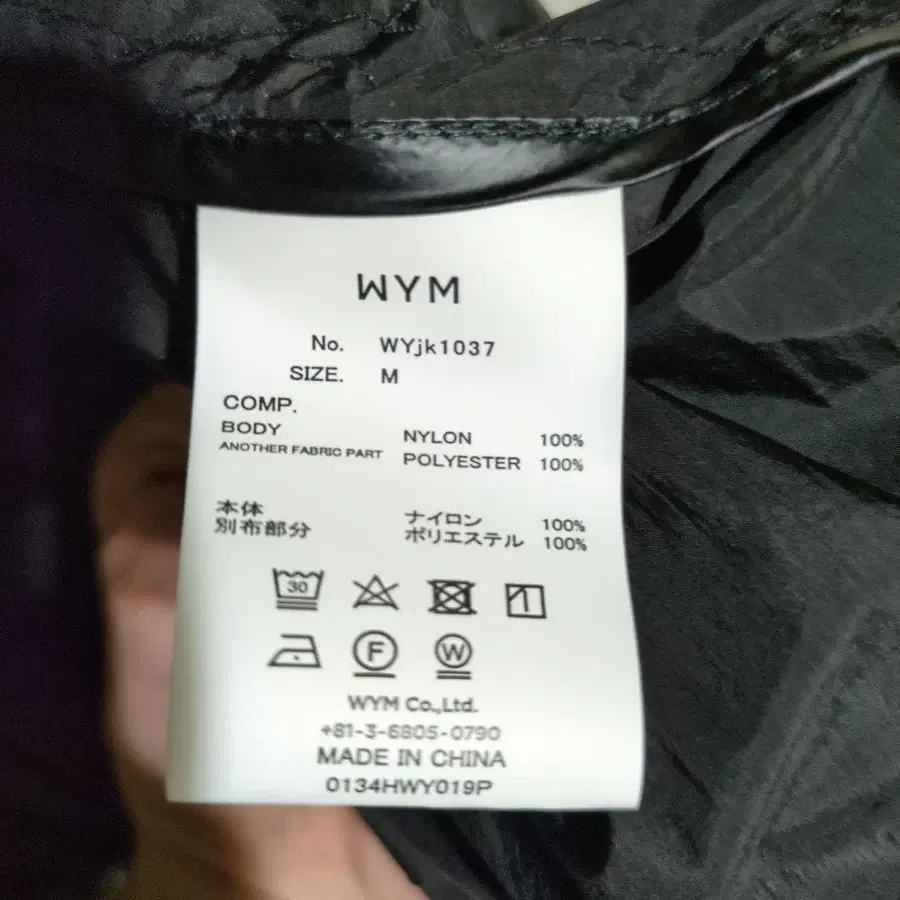 WYM
No. WYjk1037
SIZE. M
COMP.
BODY NYLON 100%
ANOTHER FABRIC PART POLYESTER 100%
本体 ナイロン 100%
別布部分 ポリエステル 100%
30
F W
WYM Co.,Ltd.
+81-3-6805-0790
MADE IN CHINA
0134HWY019P